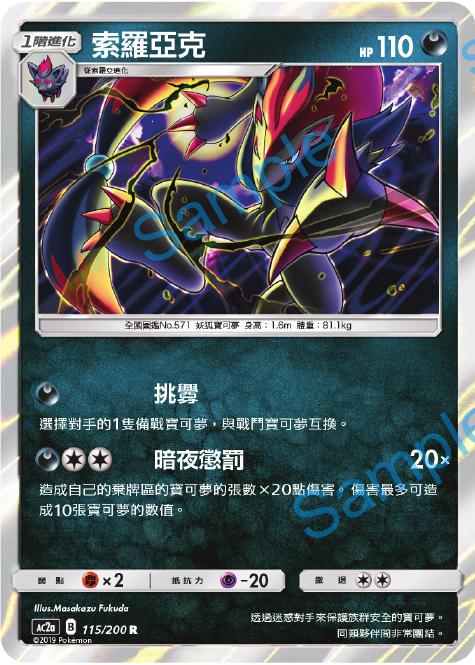 1階進化
索羅亞克
HP 110
從索羅亞進化
Sample
全國圖鑑No.571 妖狐寶可夢 身高：1.6m 體重：81.1kg
挑釁
選擇對手的1隻備戰寶可夢，與戰鬥寶可夢互換。
暗夜懲罰 20×
造成自己的棄牌區的寶可夢的張數×20點傷害。傷害最多可造
成10張寶可夢的數值。
Sample
弱點 ×2 抵抗力 -20 撤退
Illus.Masakazu Fukuda
AC2a B 115/200 R
©2019 Pokémon
透過迷惑對手來保護族群安全的寶可夢。
同類夥伴間非常團結。